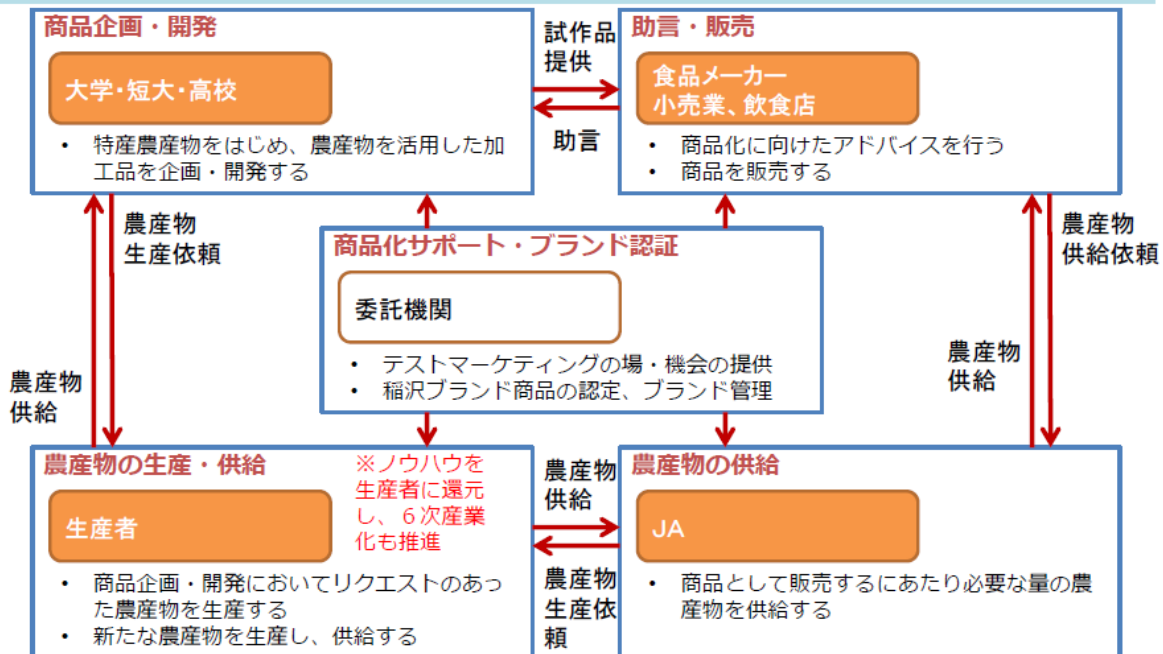 商品企画・開発
大学・短大・高校
• 特産農産物をはじめ、農産物を活用した加
工品を企画・開発する
試作品
提供
助言
助言・販売
食品メーカー
小売業、飲食店
• 商品化に向けたアドバイスを行う
• 商品を販売する
農産物
生産依頼
農産物
供給
商品化サポート・ブランド認証
委託機関
• テストマーケティングの場・機会の提供
• 稲沢ブランド商品の認定、ブランド管理
農産物
供給依頼
農産物
供給
農産物の生産・供給
生産者
※ノウハウを
生産者に還元
し、６次産業
化も推進
• 商品企画・開発においてリクエストのあっ
た農産物を生産する
• 新たな農産物を生産し、供給する
農産物
供給
農産物
生産依
頼
農産物の供給
JA
• 商品として販売するにあたり必要な量の農
産物を供給する